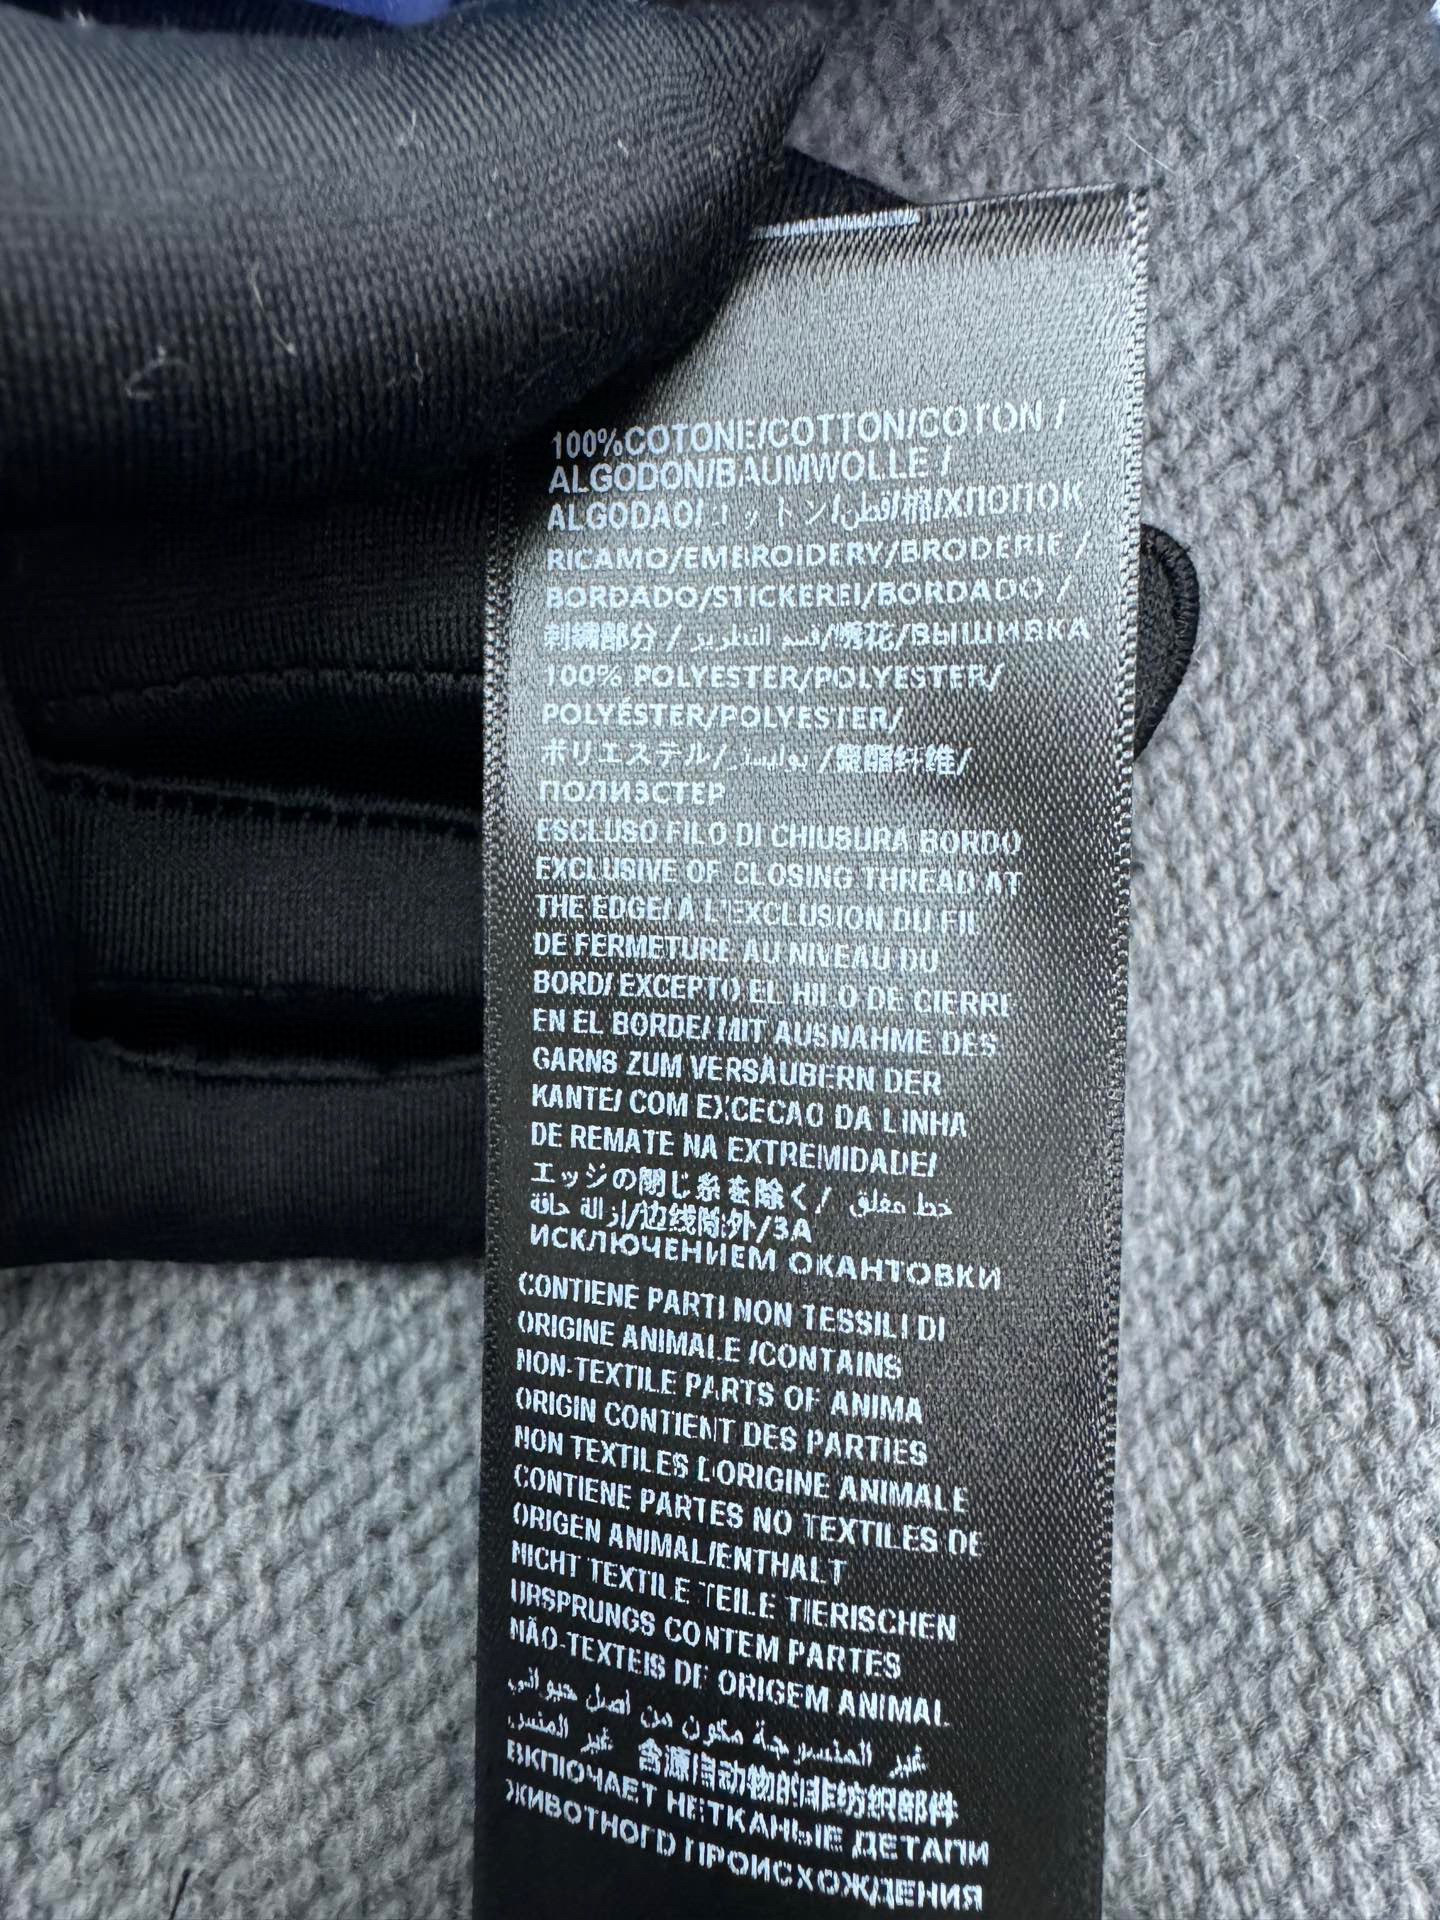 100%COTONE/COTTON/COTON /
ALGODON/BAUMWOLLE /
ALGODAO/コットン/قطن/棉/ХЛОПОК
RICAMO/EMBROIDERY/BRODERIE /
BORDADO/STICKEREI/BORDADO /
刺繍部分 / قسم التطريز/绣花/ВЫШИВКА
100% POLYESTER/POLYESTER/
POLYÉSTER/POLYESTER/
ポリエステル/بوليستر /聚酯纤维/
ПОЛИЭСТЕР
ESCLUSO FILO DI CHIUSURA BORDO
EXCLUSIVE OF CLOSING THREAD AT
THE EDGE/ À L'EXCLUSION DU FIL
DE FERMETURE AU NIVEAU DU
BORD/ EXCEPTO EL HILO DE CIERRE
EN EL BORDE/ MIT AUSNAHME DES
GARNS ZUM VERSÄUBERN DER
KANTE/ COM EXCECAO DA LINHA
DE REMATE NA EXTREMIDADE/
エッジの閉じ糸を除く/ خط مغلق
إزالة حافة/边线除外/ЗА
ИСКЛЮЧЕНИЕМ ОКАНТОВКИ
CONTIENE PARTI NON TESSILI DI
ORIGINE ANIMALE /CONTAINS
NON-TEXTILE PARTS OF ANIMA
ORIGIN CONTIENT DES PARTIES
NON TEXTILES D'ORIGINE ANIMALE
CONTIENE PARTES NO TEXTILES DE
ORIGEN ANIMAL/ENTHALT
NICHT TEXTILE TEILE TIERISCHEN
URSPRUNGS CONTEM PARTES
NÃO-TEXTEIS DE ORIGEM ANIMAL
غير المنسوجة مكون من أصل حيواني
غير المنس 含源自动物的非纺织部件
ВКПЮЧАЕТ НЕТКАНЫЕ ДЕТАПИ
ЖИВОТНОГО ПРОИСХОЖДЕНИЯ